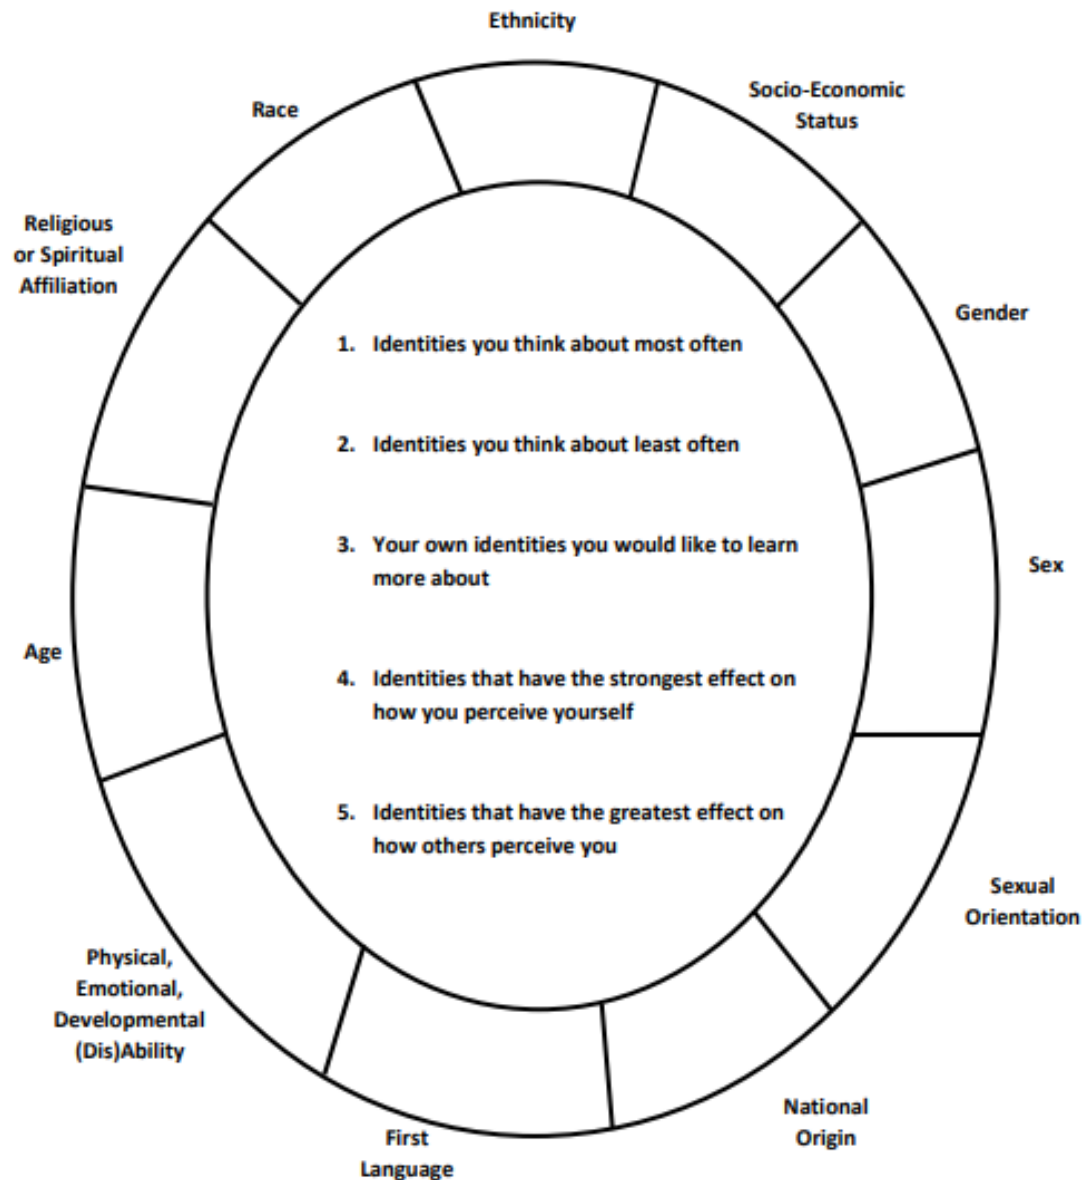 Ethnicity
Socio-Economic
Status
Race
Religious
or Spiritual
Affiliation
Gender
1. Identities you think about most often
2. Identities you think about least often
3. Your own identities you would like to learn
more about
Sex
Age
4. Identities that have the strongest effect on
how you perceive yourself
5. Identities that have the greatest effect on
how others perceive you
Sexual
Orientation
Physical,
Emotional,
Developmental
(Dis)Ability
National
Origin
First
Language